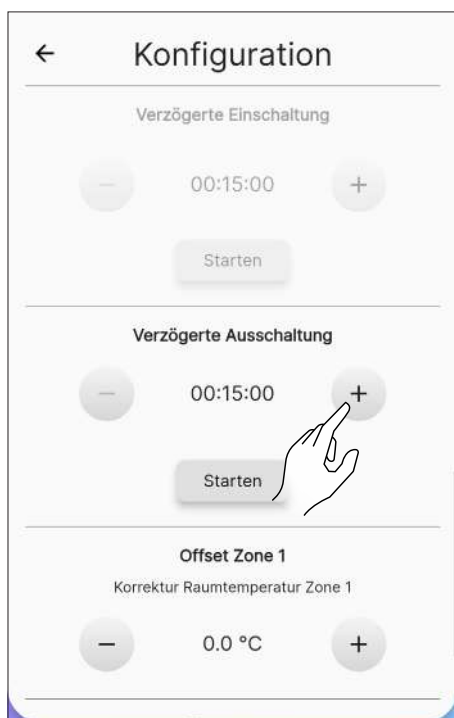 ← Konfiguration
Verzögerte Einschaltung
− 00:15:00 +
Starten
Verzögerte Ausschaltung
− 00:15:00 +
Starten
Offset Zone 1
Korrektur Raumtemperatur Zone 1
− 0.0 °C +